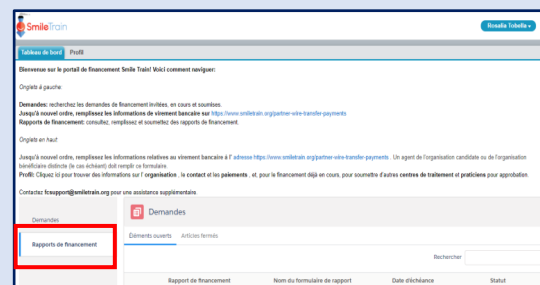 SmileTrain
Rosalia Tobella
Tableau de bord Profil
Bienvenue sur le portail de financement Smile Train! Voici comment naviguer:
Onglets à gauche:
Demandes: recherchez les demandes de financement invitées, en cours et soumises.
Jusqu'à nouvel ordre, remplissez les informations de virement bancaire sur https://www.smiletrain.org/partner-wire-transfer-payments
Rapports de financement: consultez, remplissez et soumettez des rapports de financement.
Onglets en haut:
Jusqu'à nouvel ordre, remplissez les informations relatives au virement bancaire à l' adresse https://www.smiletrain.org/partner-wire-transfer-payments . Un agent de l'organisation candidate ou de l'organisation
bénéficiaire distincte (le cas échéant) doit remplir ce formulaire.
Profil: Cliquez ici pour trouver des informations sur l' organisation , le contact et les paiements , et, pour le financement déjà en cours, pour soumettre d'autres centres de traitement et praticiens pour approbation.
Contactez fcsupport@smiletrain.org pour une assistance supplémentaire.
Demandes
Demandes
Éléments ouverts Articles fermés
Rapports de financement
Rechercher
Rapport de financement Nom du formulaire de rapport Date d'échéance Statut